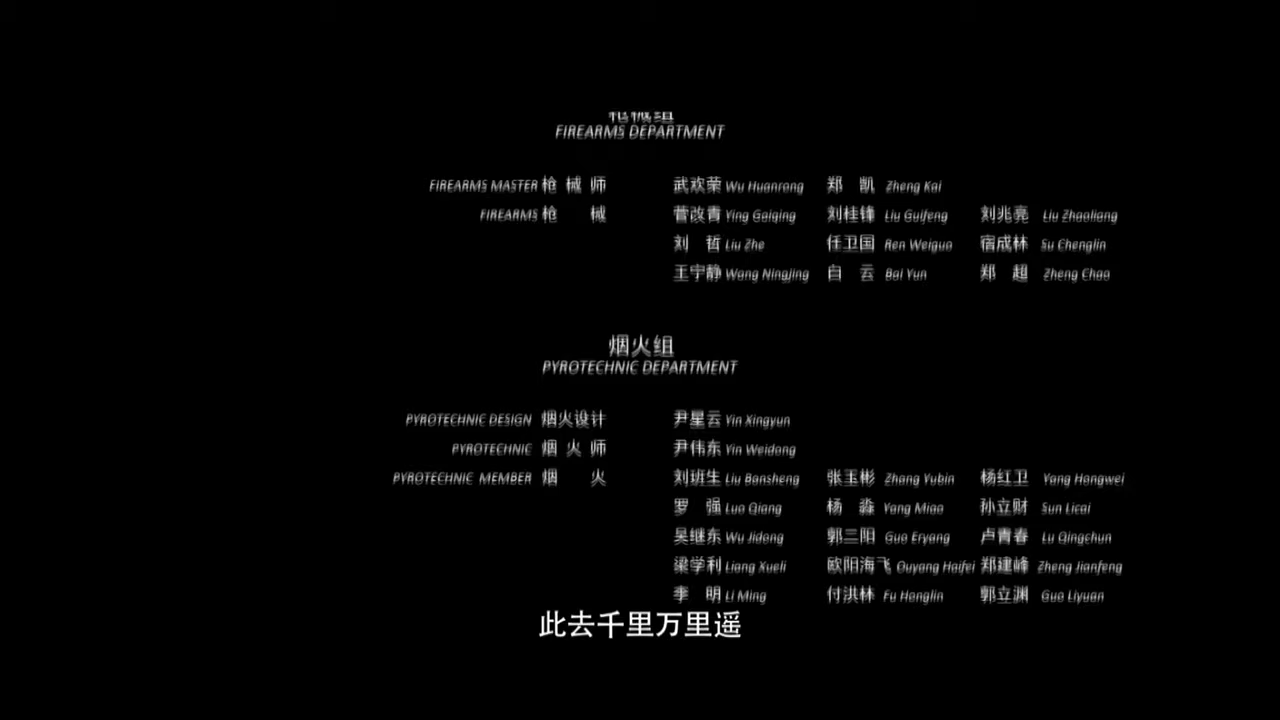 枪械组
FIREARMS DEPARTMENT
FIREARMS MASTER 枪 械 师 武欢荣 Wu Huanrong 郑 凯 Zheng Kai
FIREARMS 枪 械 菅改青 Ying Gaiqing 刘桂锋 Liu Guifeng 刘兆亮 Liu Zhaoliang
刘 哲 Liu Zhe 任卫国 Ren Weiguo 宿成林 Su Chenglin
王宁静 Wang Ningjing 白 云 Bai Yun 郑 超 Zheng Chao
烟火组
PYROTECHNIC DEPARTMENT
PYROTECHNIC DESIGN 烟火设计 尹星云 Yin Xingyun
PYROTECHNIC 烟 火 师 尹伟东 Yin Weidong
PYROTECHNIC MEMBER 烟 火 刘班生 Liu Bansheng 张玉彬 Zhang Yubin 杨红卫 Yang Hongwei
罗 强 Luo Qiang 杨 淼 Yang Miao 孙立财 Sun Licai
吴继东 Wu Jidong 郭二阳 Guo Eryang 卢青春 Lu Qingchun
梁学利 Liang Xueli 欧阳海飞 Ouyang Haifei 郑建峰 Zheng Jianfeng
李 明 Li Ming 付洪林 Fu Honglin 郭立渊 Guo Liyuan
此去千里万里遥